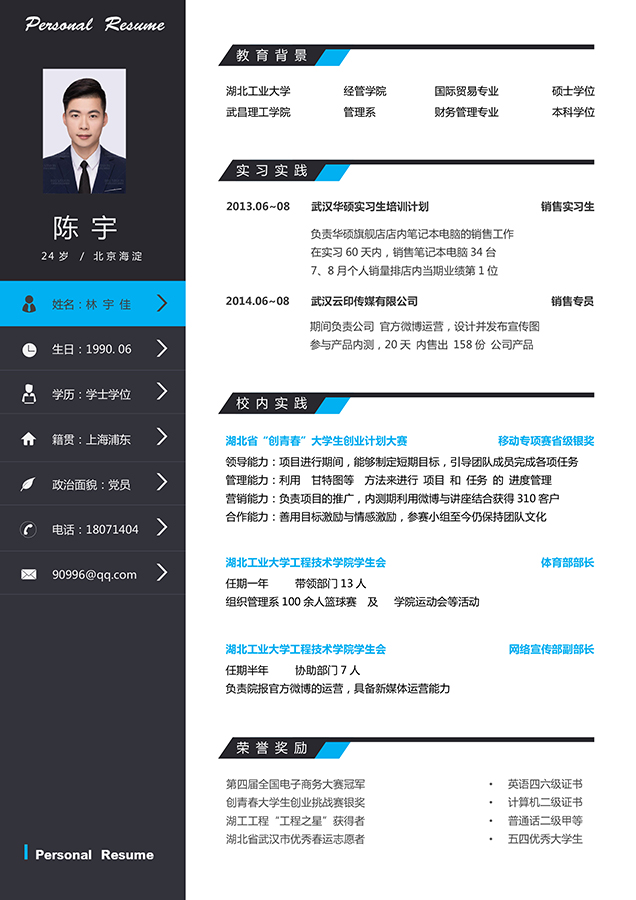 Personal Resume
陈宇
24岁 / 北京海淀
姓名：林 宇 佳
生日：1990. 06
学历：学士学位
籍贯：上海浦东
政治面貌：党员
电话：18071404
90996@qq.com
Personal Resume
教育背景
湖北工业大学 经管学院 国际贸易专业 硕士学位
武昌理工学院 管理系 财务管理专业 本科学位
实习实践
2013.06~08 武汉华硕实习生培训计划 销售实习生
负责华硕旗舰店店内笔记本电脑的销售工作
在实习 60 天内，销售笔记本电脑 34 台
7、8 月个人销量排店内当期业绩第 1 位
2014.06~08 武汉云印传媒有限公司 销售专员
期间负责公司 官方微博运营，设计并发布宣传图
参与产品内测，20 天 内售出 158 份 公司产品
校内实践
湖北省“创青春”大学生创业计划大赛 移动专项赛省级银奖
领导能力：项目进行期间，能够制定短期目标，引导团队成员完成各项任务
管理能力：利用 甘特图等 方法来进行 项目 和 任务 的 进度管理
营销能力：负责项目的推广，内测期利用微博与讲座结合获得 310 客户
合作能力：善用目标激励与情感激励，参赛小组至今仍保持团队文化
湖北工业大学工程技术学院学生会 体育部部长
任期一年 带领部门 13 人
组织管理系 100 余人篮球赛 及 学院运动会等活动
湖北工业大学工程技术学院学生会 网络宣传部副部长
任期半年 协助部门 7 人
负责院报官方微博的运营，具备新媒体运营能力
荣誉奖励
第四届全国电子商务大赛冠军 • 英语四六级证书
创青春大学生创业挑战赛银奖 • 计算机二级证书
湖工工程“工程之星”获得者 • 普通话二级甲等
湖北省武汉市优秀春运志愿者 • 五四优秀大学生